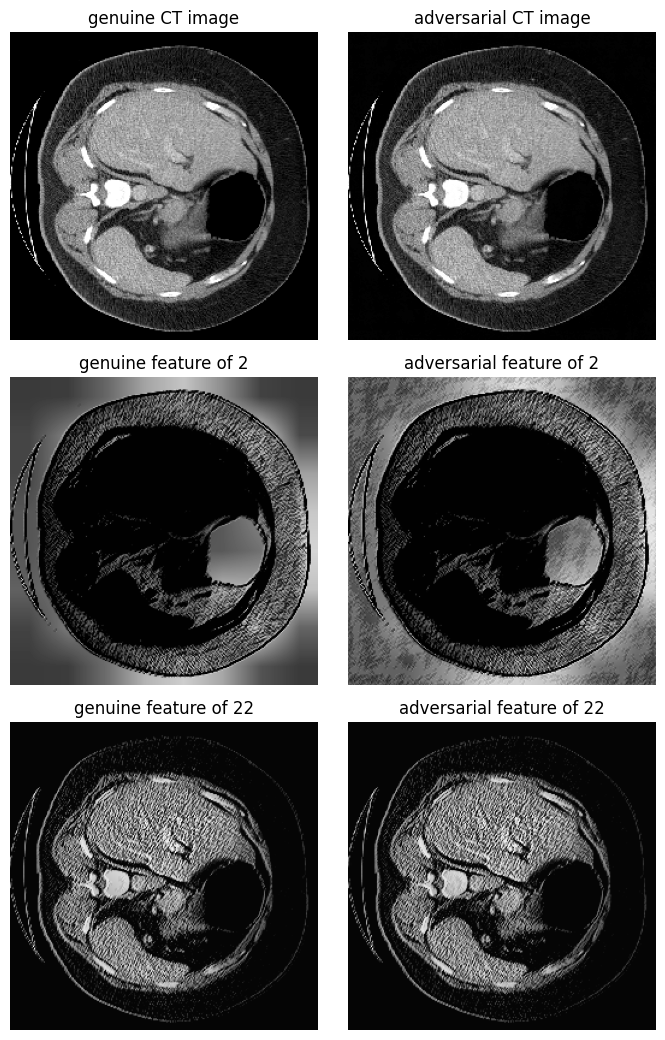 genuine CT image
adversarial CT image
genuine feature of 2
adversarial feature of 2
genuine feature of 22
adversarial feature of 22